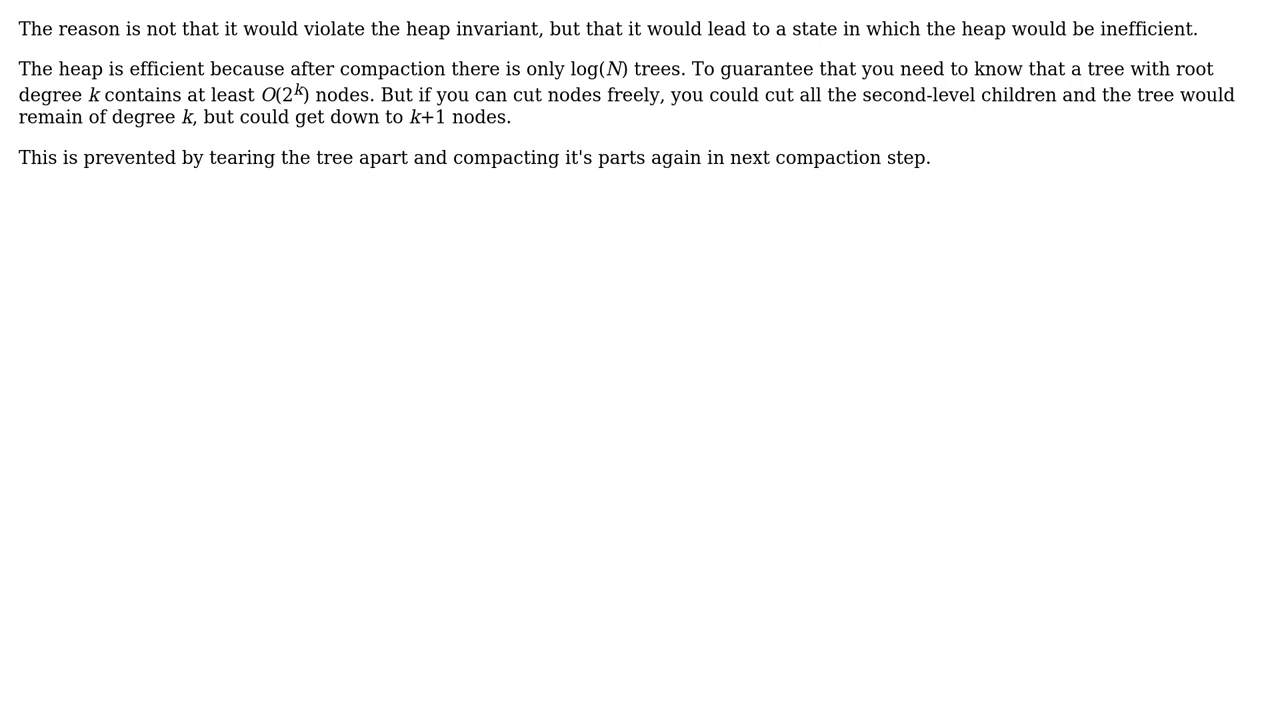 The reason is not that it would violate the heap invariant, but that it would lead to a state in which the heap would be inefficient.
The heap is efficient because after compaction there is only log(N) trees. To guarantee that you need to know that a tree with root
degree k contains at least O(2^k) nodes. But if you can cut nodes freely, you could cut all the second-level children and the tree would
remain of degree k, but could get down to k+1 nodes.
This is prevented by tearing the tree apart and compacting it's parts again in next compaction step.